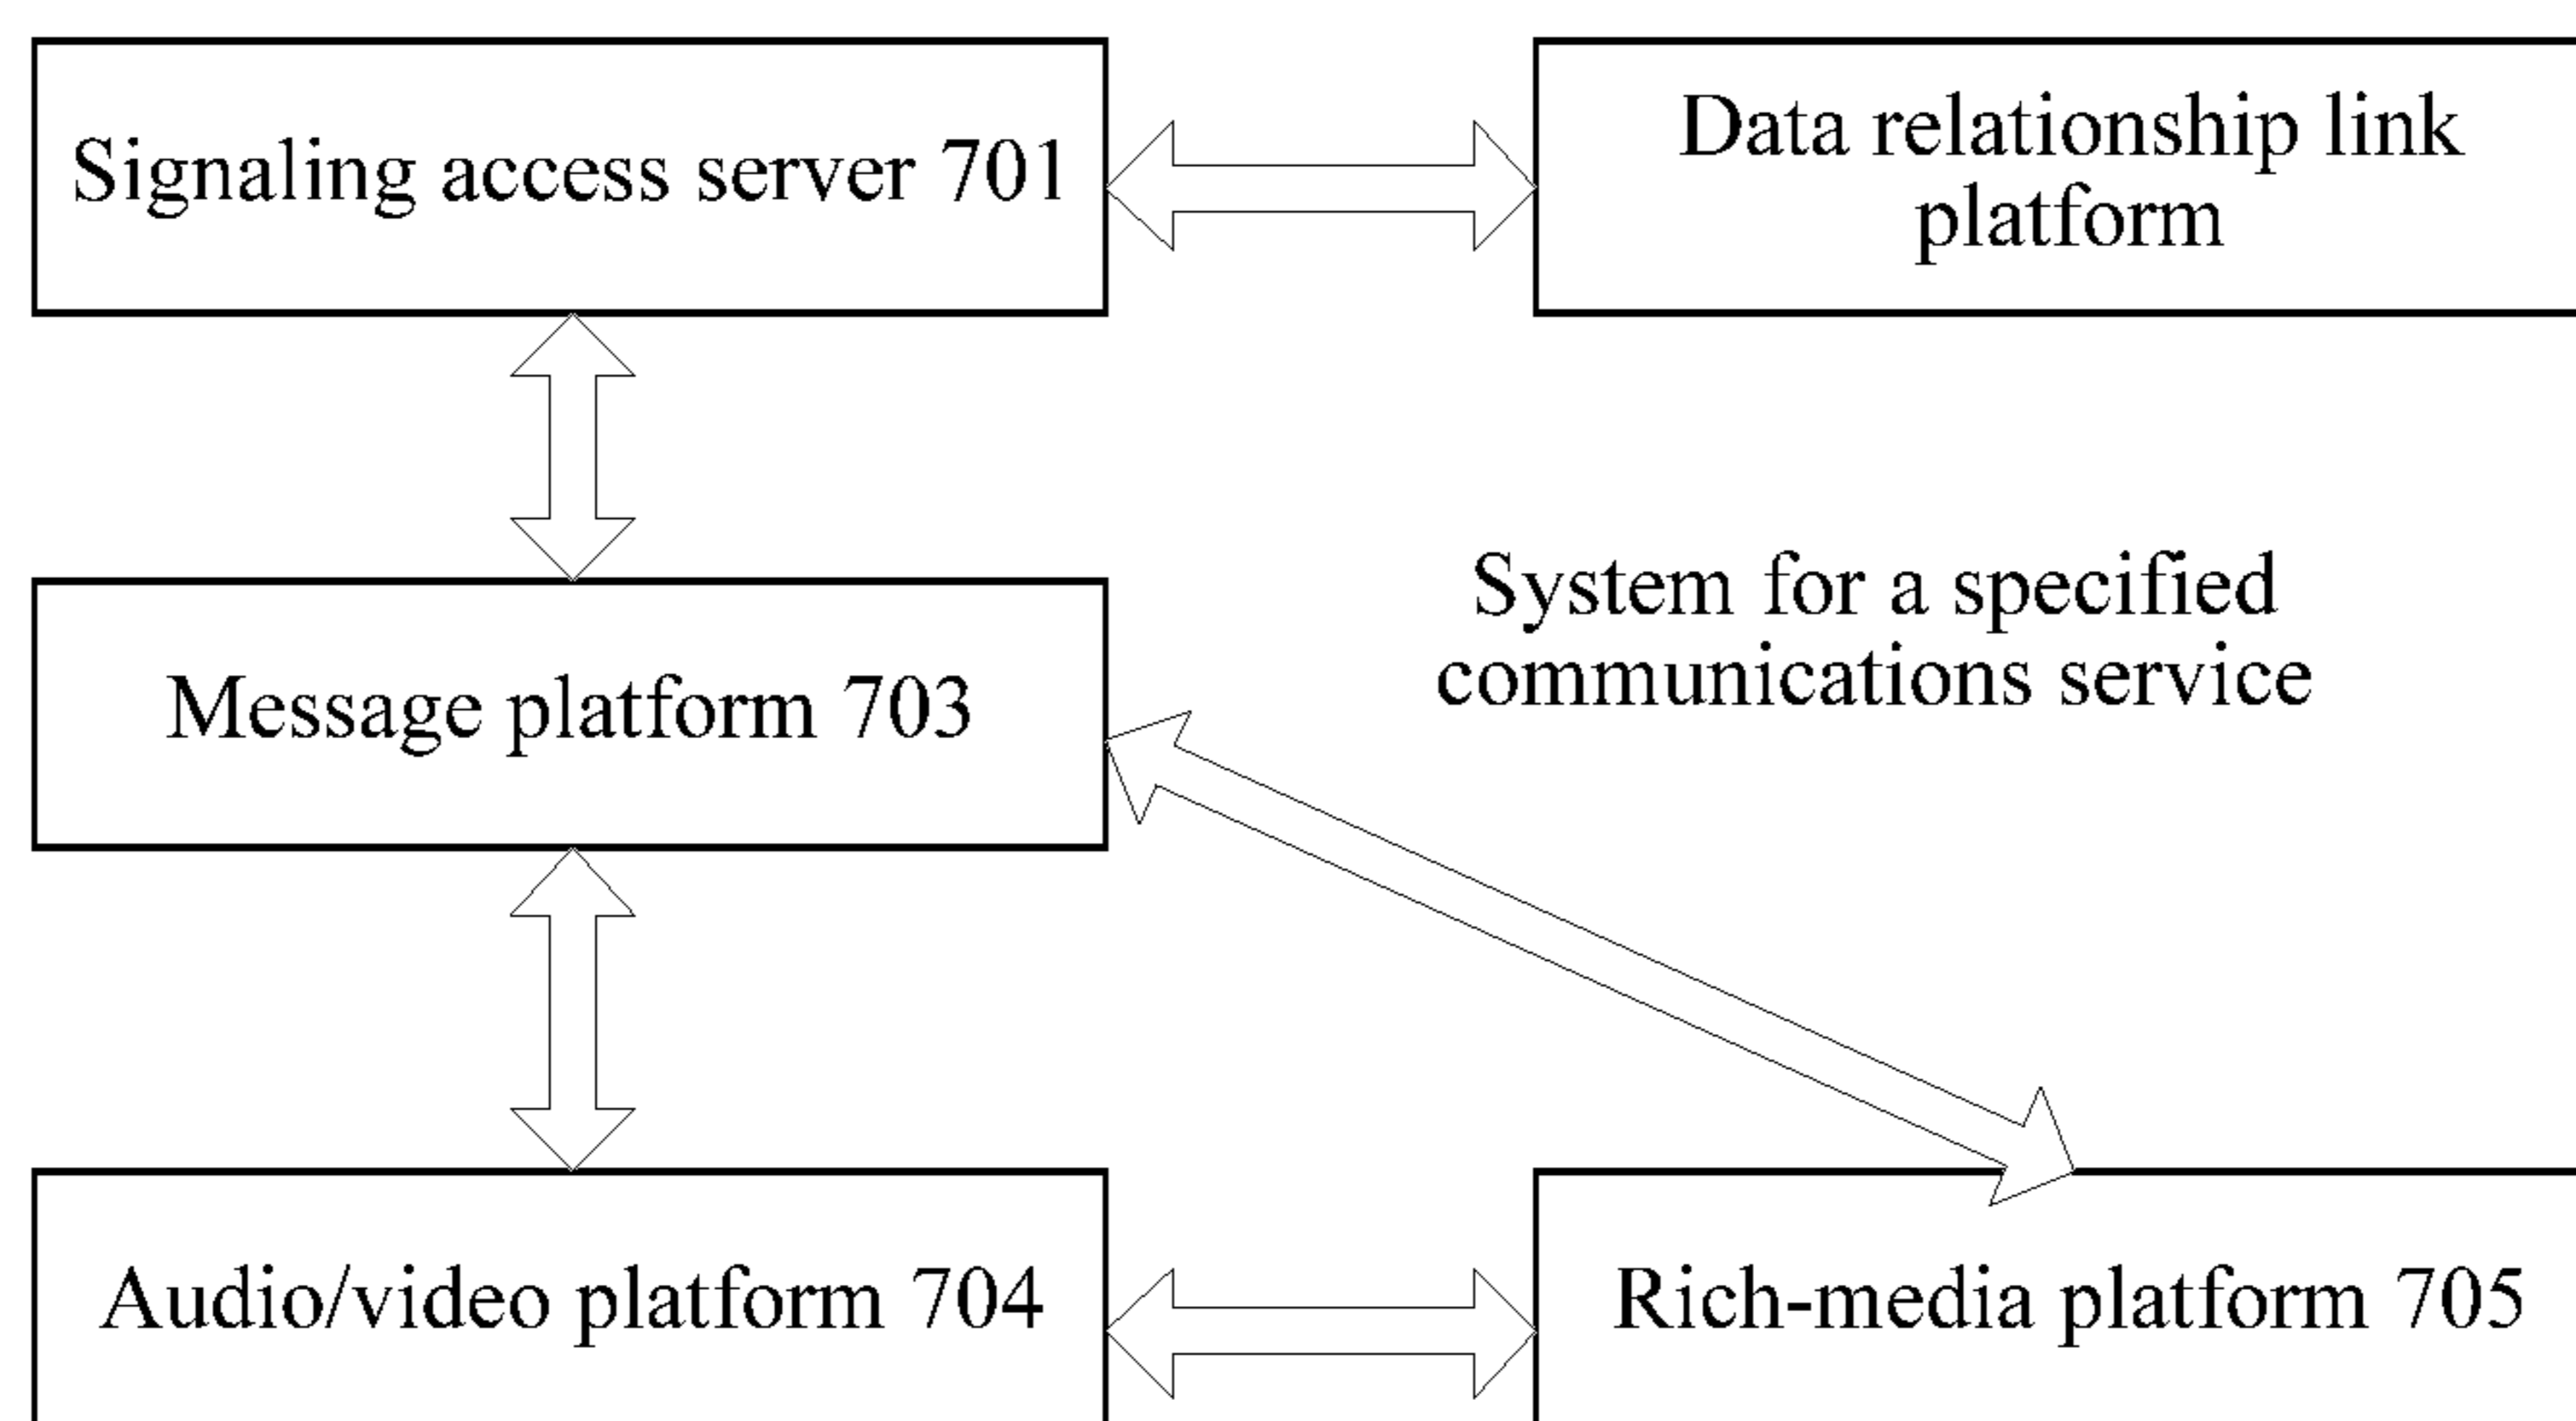 Signaling access server 701
Data relationship link
platform
System for a specified
communications service
Message platform 703
Audio/video platform 704
Rich-media platform 705